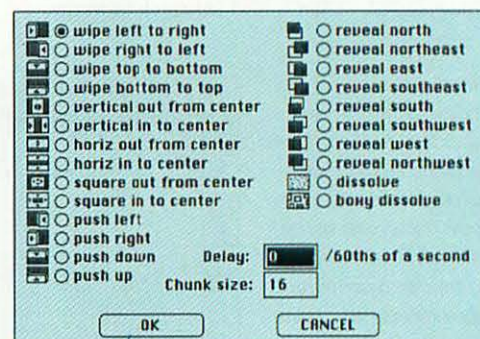 wipe left to right
wipe right to left
wipe top to bottom
wipe bottom to top
vertical out from center
vertical in to center
horiz out from center
horiz in to center
square out from center
square in to center
push left
push right
push down
push up
reveal north
reveal northeast
reveal east
reveal southeast
reveal south
reveal southwest
reveal west
reveal northwest
dissolve
boxy dissolve
Delay: 0 /60ths of a second
Chunk size: 16
OK CANCEL